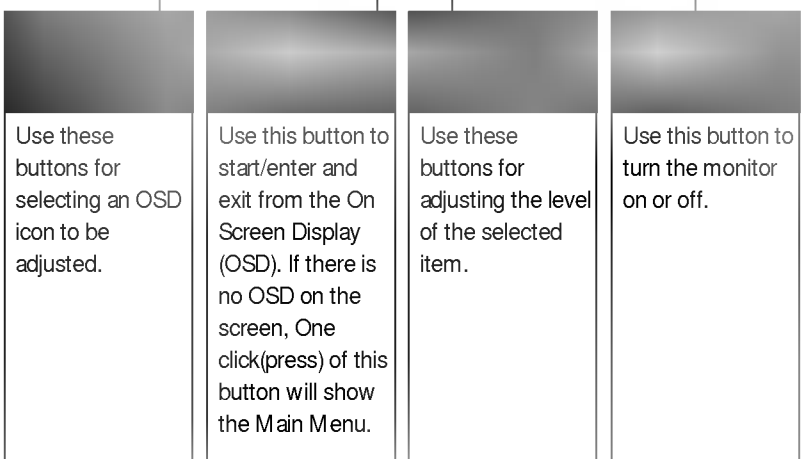 Use these
buttons for
selecting an OSD
icon to be
adjusted.
Use this button to
start/enter and
exit from the On
Screen Display
(OSD). If there is
no OSD on the
screen, One
click(press) of this
button will show
the Main Menu.
Use these
buttons for
adjusting the level
of the selected
item.
Use this button to
turn the monitor
on or off.